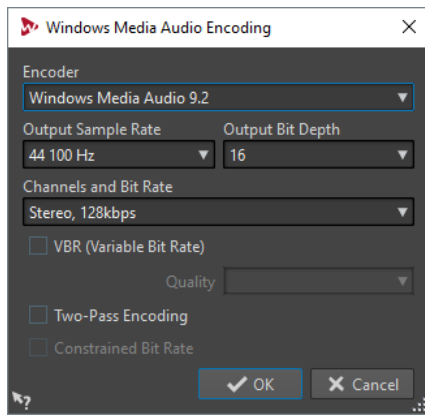 Windows Media Audio Encoding
Encoder
Windows Media Audio 9.2
Output Sample Rate Output Bit Depth
44 100 Hz 16
Channels and Bit Rate
Stereo, 128kbps
VBR (Variable Bit Rate)
Quality
Two-Pass Encoding
Constrained Bit Rate
OK Cancel
?